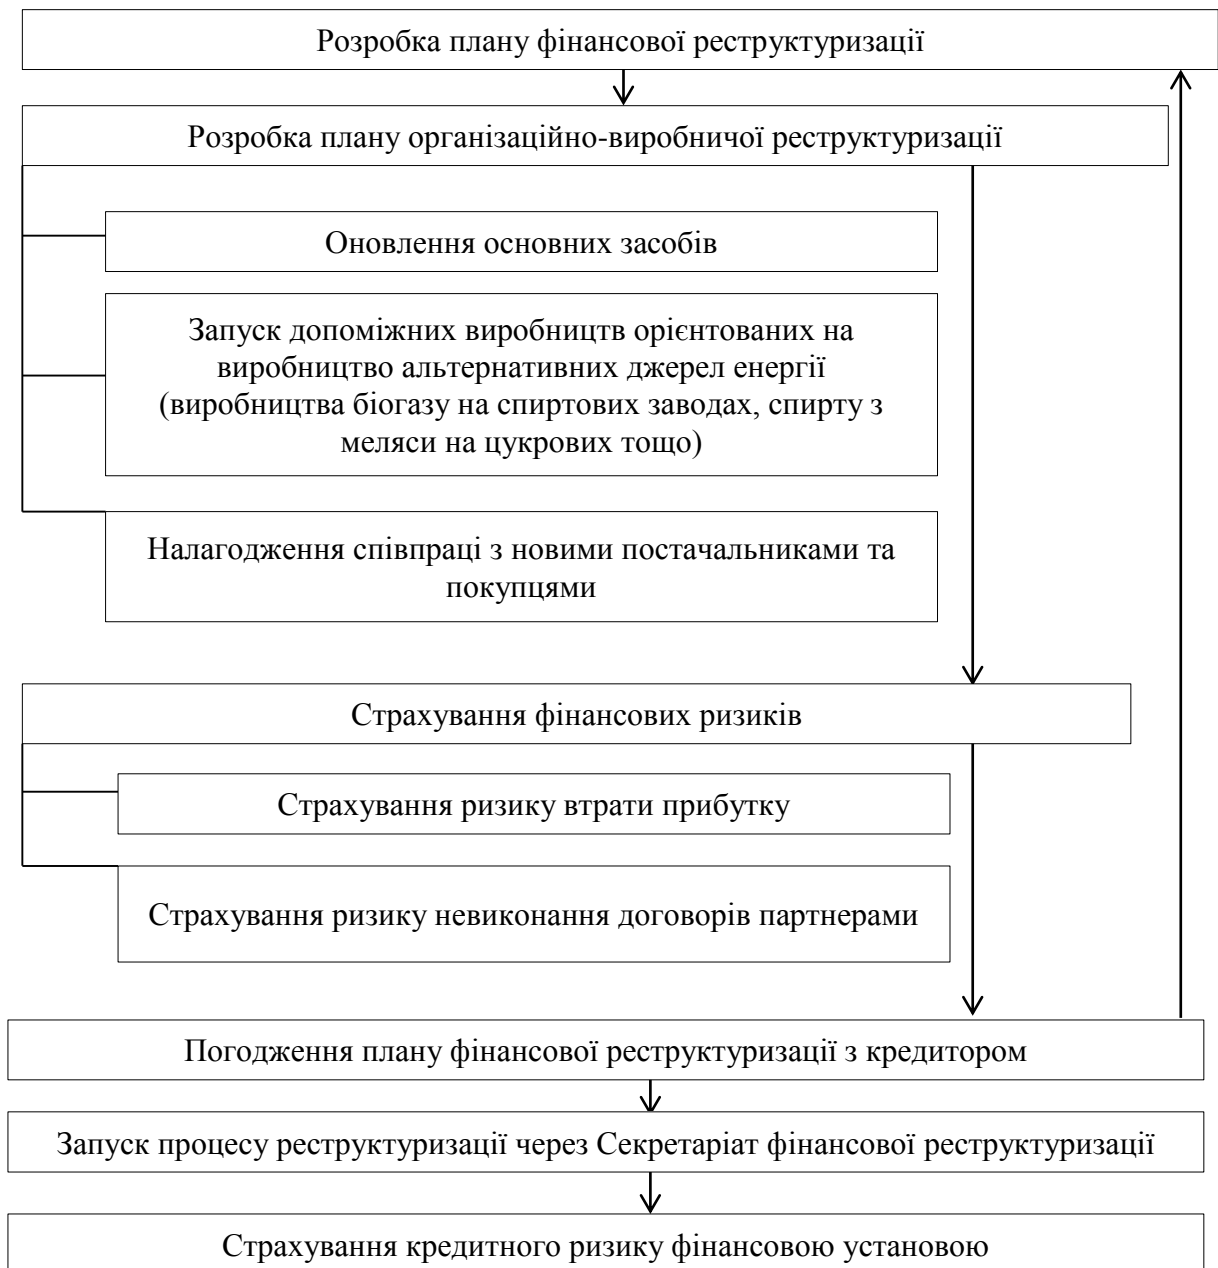 Розробка плану фінансової реструктуризації
Розробка плану організаційно-виробничої реструктуризації
Оновлення основних засобів
Запуск допоміжних виробництв орієнтованих на
виробництво альтернативних джерел енергії
(виробництва біогазу на спиртових заводах, спирту з
меляси на цукрових тощо)
Налагодження співпраці з новими постачальниками та
покупцями
Страхування фінансових ризиків
Страхування ризику втрати прибутку
Страхування ризику невиконання договорів партнерами
Погодження плану фінансової реструктуризації з кредитором
Запуск процесу реструктуризації через Секретаріат фінансової реструктуризації
Страхування кредитного ризику фінансовою установою